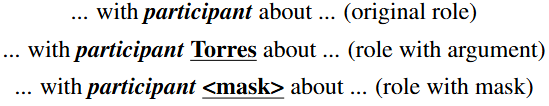 ... with participant about ... (original role)
... with participant Torres about ... (role with argument)
... with participant <mask> about ... (role with mask)